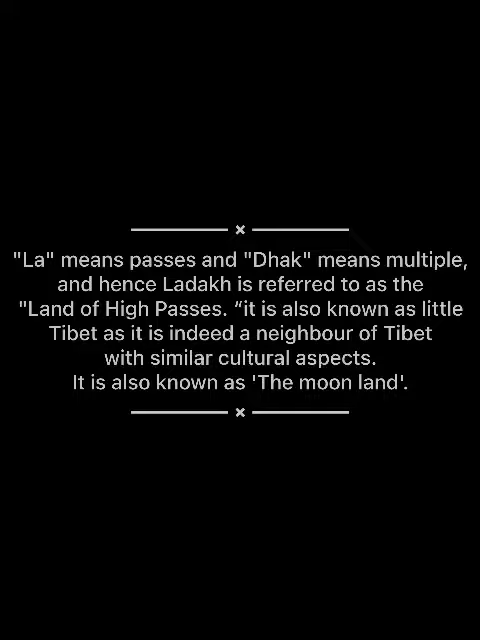 "La" means passes and "Dhak" means multiple,
and hence Ladakh is referred to as the
"Land of High Passes. “it is also known as little
Tibet as it is indeed a neighbour of Tibet
with similar cultural aspects.
It is also known as 'The moon land'.